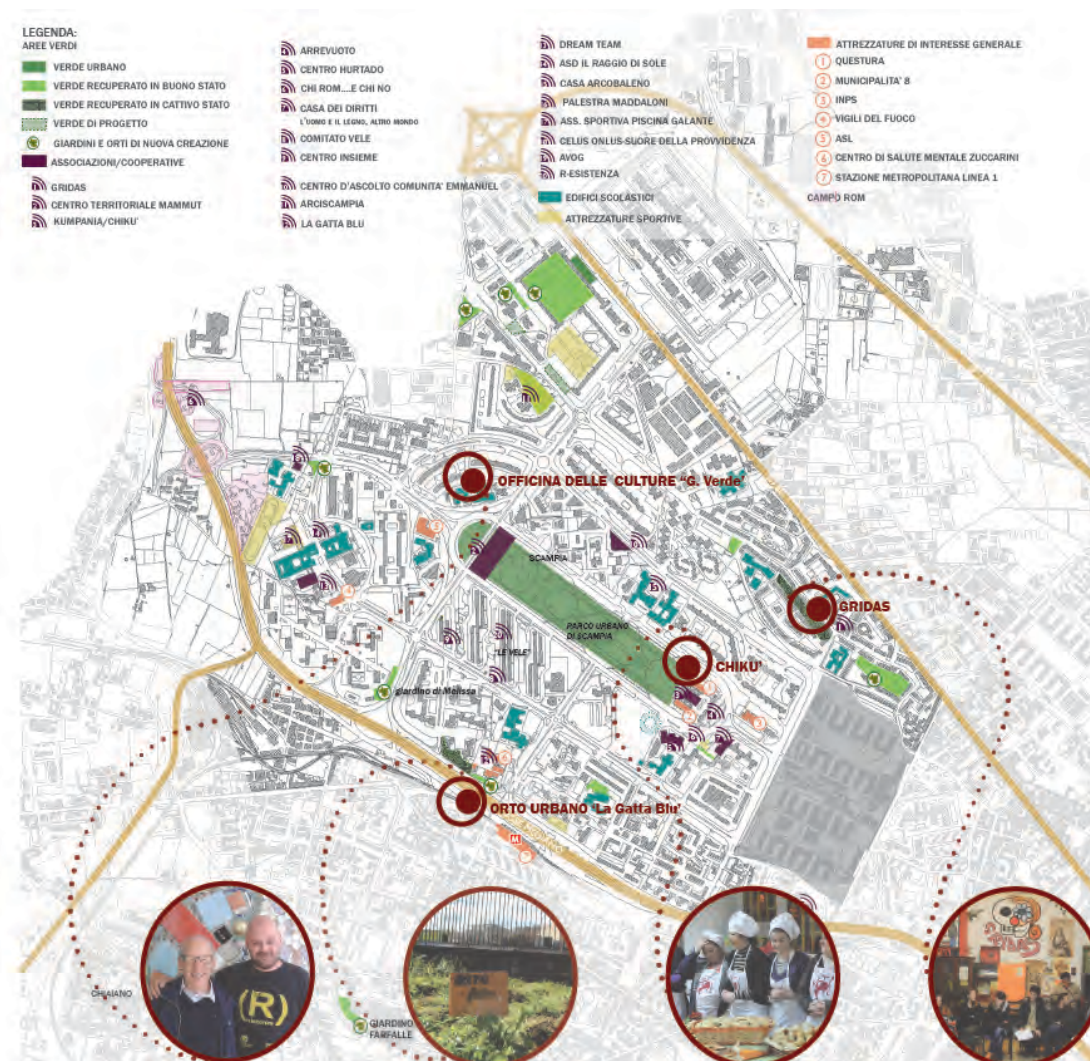 LEGENDA:
AREE VERDI
VERDE URBANO
VERDE RECUPERATO IN BUONO STATO
VERDE RECUPERATO IN CATTIVO STATO
VERDE DI PROGETTO
GIARDINI E ORTI DI NUOVA CREAZIONE
ASSOCIAZIONI/COOPERATIVE
GRIDAS
CENTRO TERRITORIALE MAMMUT
KUMPANIA/CHIKU'
ARREVUOTO
CENTRO HURTADO
CHI ROM....E CHI NO
CASA DEI DIRITTI
L'UOMO E IL LEGNO, ALTRO MONDO
COMITATO VELE
CENTRO INSIEME
CENTRO D'ASCOLTO COMUNITA' EMMANUEL
ARCISCAMPIA
LA GATTA BLU
DREAM TEAM
ASD IL RAGGIO DI SOLE
CASA ARCOBALENO
PALESTRA MADDALONI
ASS. SPORTIVA PISCINA GALANTE
CELUS ONLUS-SUORE DELLA PROVVIDENZA
AVOG
R-ESISTENZA
EDIFICI SCOLASTICI
ATTREZZATURE SPORTIVE
ATTREZZATURE DI INTERESSE GENERALE
1 QUESTURA
2 MUNICIPALITA' 8
3 INPS
VIGILI DEL FUOCO
5 ASL
6 CENTRO DI SALUTE MENTALE ZUCCARINI
7 STAZIONE METROPOLITANA LINEA 1
CAMPO ROM
OFFICINA DELLE CULTURE "G. Verde'
SCAMPIA
GRIDAS
PARCO URBANO
DI SCAMPIA
"LE VELE"
CHIKU'
giardino di Melissa
ORTO URBANO 'La Gatta Blu'
M
CHIAIANO
GIARDINO
FARFALLE
(R)